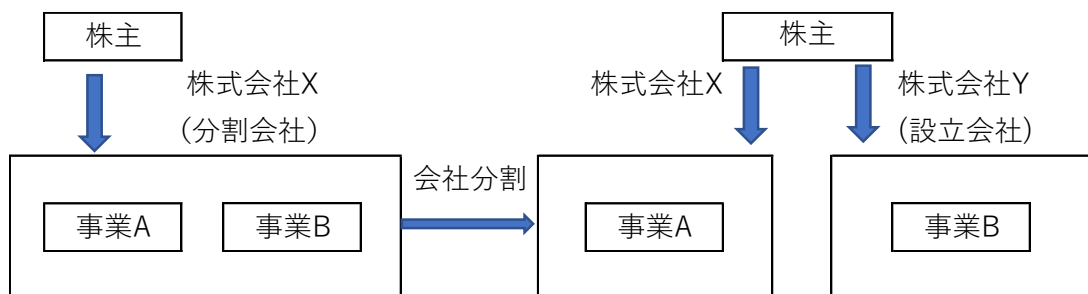 株主
株式会社X
(分割会社)
事業A
事業B
会社分割
株主
株式会社X
株式会社Y
(設立会社)
事業A
事業B